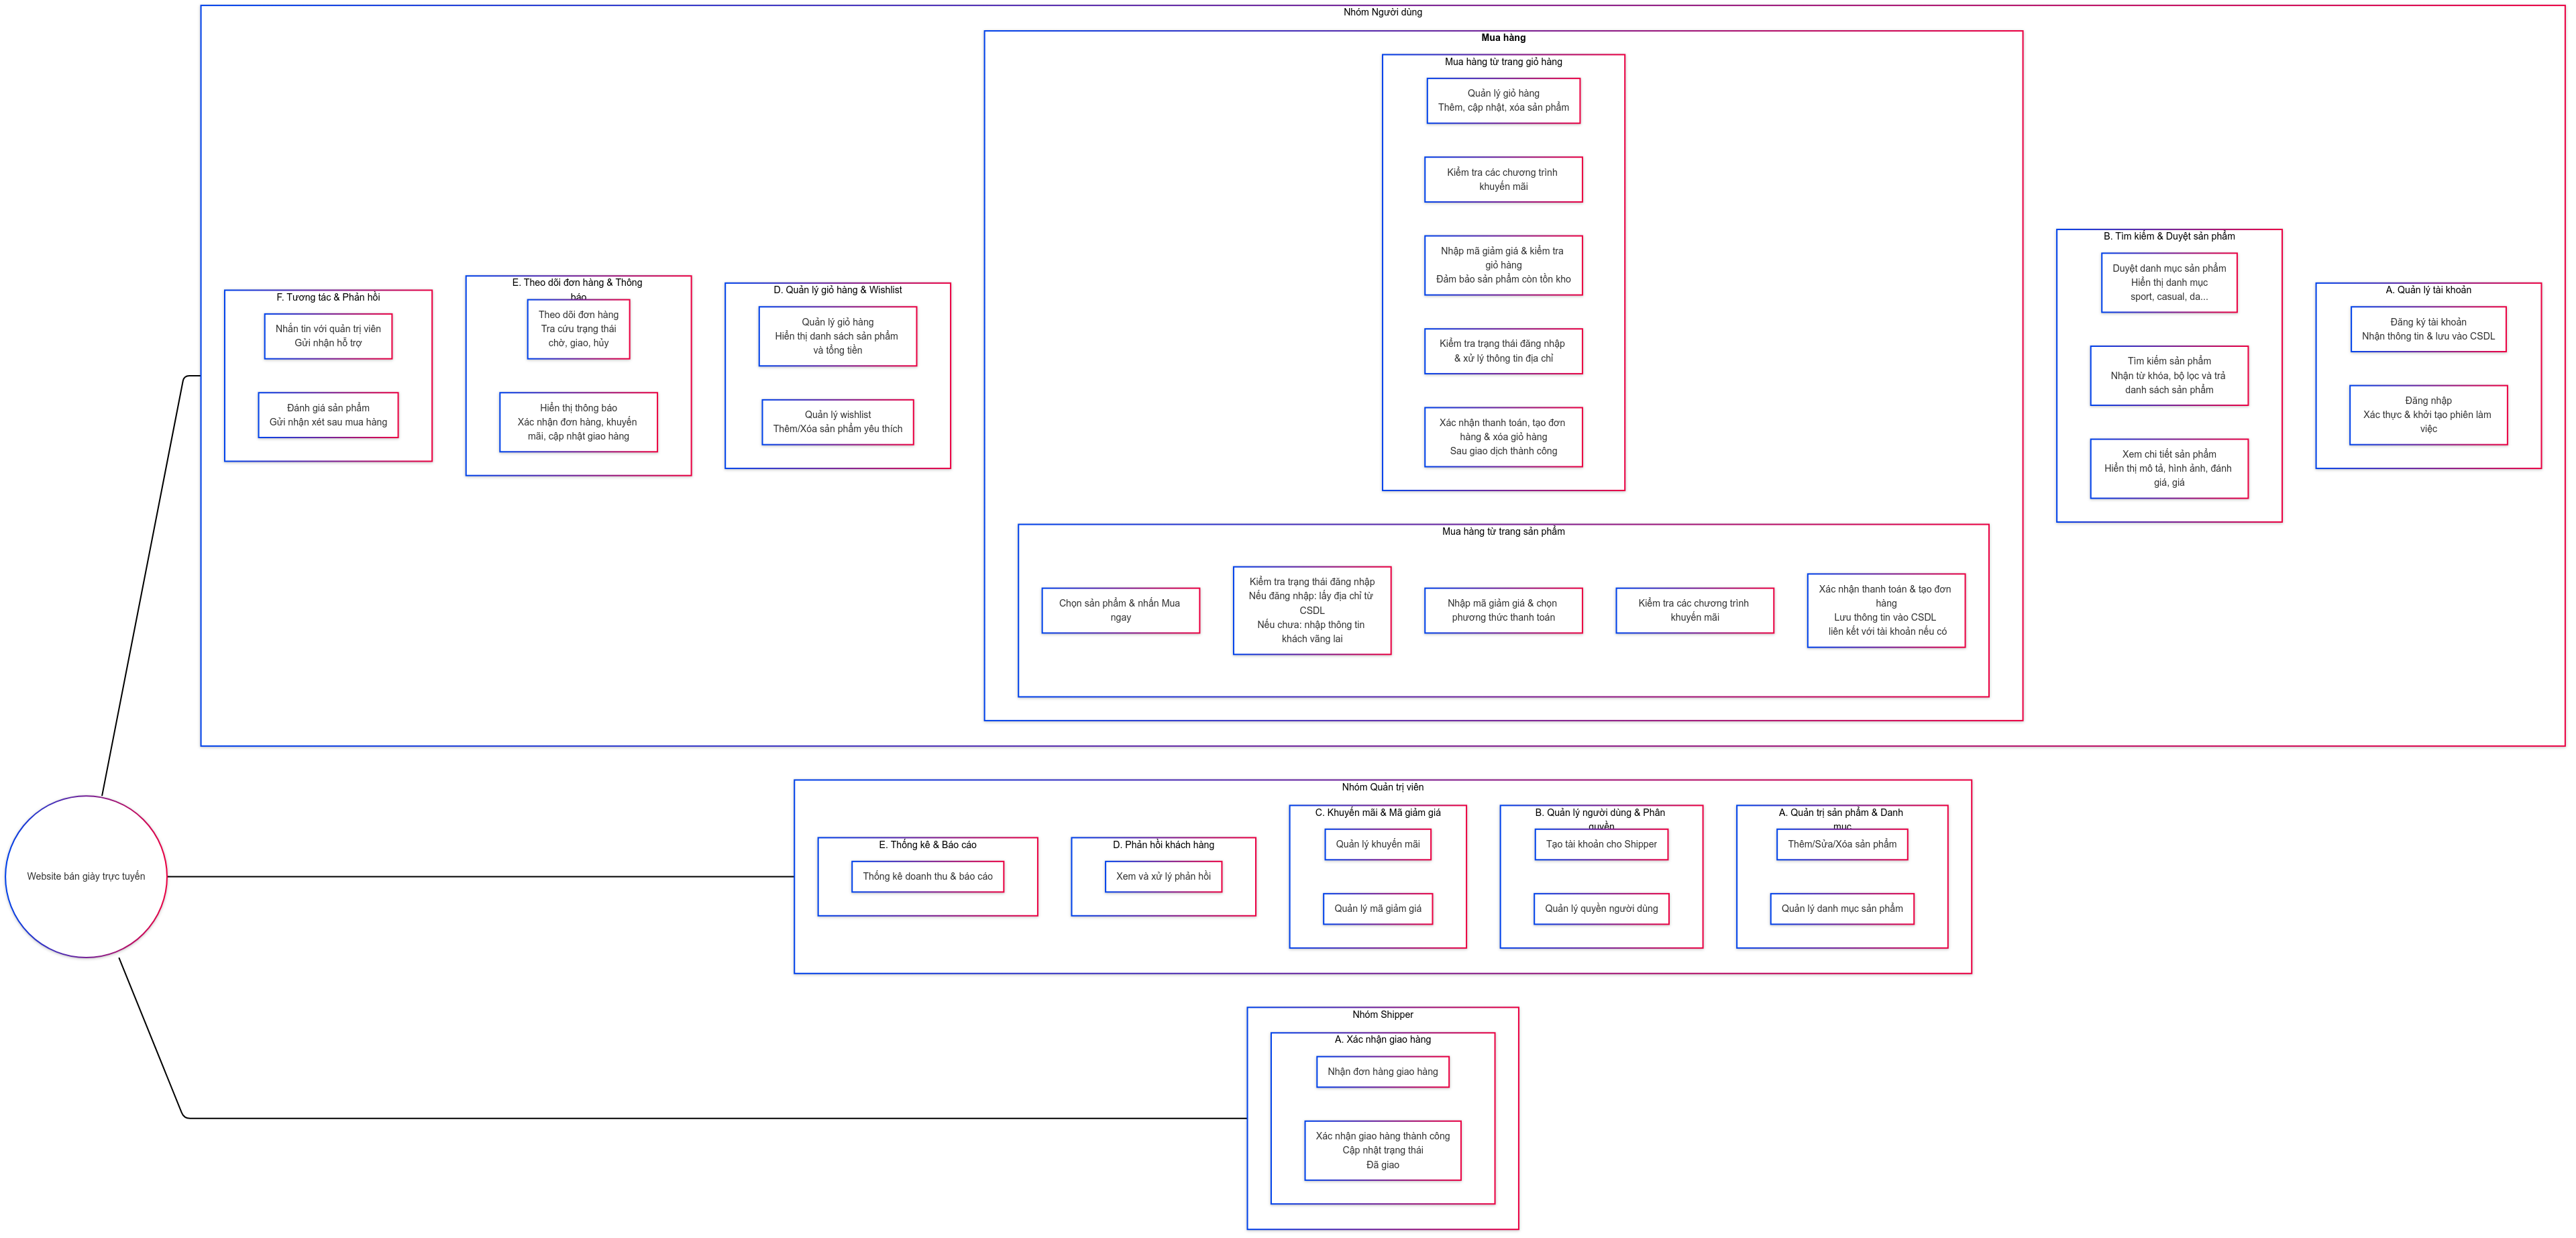 Nhóm Người dùng
Mua hàng
Mua hàng từ trang giỏ hàng
Quản lý giỏ hàng
Thêm, cập nhật, xóa sản phẩm
Kiểm tra các chương trình
khuyến mãi
Nhập mã giảm giá & kiểm tra
giỏ hàng
Đảm bảo sản phẩm còn tồn kho
Kiểm tra trạng thái đăng nhập
& xử lý thông tin địa chỉ
Xác nhận thanh toán, tạo đơn
hàng & xóa giỏ hàng
Sau giao dịch thành công
F. Tương tác & Phản hồi
Nhắn tin với quản trị viên
Gửi nhận hỗ trợ
Đánh giá sản phẩm
Gửi nhận xét sau mua hàng
E. Theo dõi đơn hàng & Thông
báo
Theo dõi đơn hàng
Tra cứu trạng thái
chờ, giao, hủy
Hiển thị thông báo
Xác nhận đơn hàng, khuyến
mãi, cập nhật giao hàng
D. Quản lý giỏ hàng & Wishlist
Quản lý giỏ hàng
Hiển thị danh sách sản phẩm
và tổng tiền
Quản lý wishlist
Thêm/Xóa sản phẩm yêu thích
B. Tìm kiếm & Duyệt sản phẩm
Duyệt danh mục sản phẩm
Hiển thị danh mục
sport, casual, da...
Tìm kiếm sản phẩm
Nhận từ khóa, bộ lọc và trả
danh sách sản phẩm
Xem chi tiết sản phẩm
Hiển thị mô tả, hình ảnh, đánh
giá, giá
A. Quản lý tài khoản
Đăng ký tài khoản
Nhận thông tin & lưu vào CSDL
Đăng nhập
Xác thực & khởi tạo phiên làm
việc
Mua hàng từ trang sản phẩm
Chọn sản phẩm & nhấn Mua
ngay
Kiểm tra trạng thái đăng nhập
Nếu đăng nhập: lấy địa chỉ từ
CSDL
Nếu chưa: nhập thông tin
khách vãng lai
Nhập mã giảm giá & chọn
phương thức thanh toán
Kiểm tra các chương trình
khuyến mãi
Xác nhận thanh toán & tạo đơn
hàng
Lưu thông tin vào CSDL
liên kết với tài khoản nếu có
Website bán giày trực tuyến
Nhóm Quản trị viên
E. Thống kê & Báo cáo
Thống kê doanh thu & báo cáo
D. Phản hồi khách hàng
Xem và xử lý phản hồi
C. Khuyến mãi & Mã giảm giá
Quản lý khuyến mãi
Quản lý mã giảm giá
B. Quản lý người dùng & Phân
quyền
Tạo tài khoản cho Shipper
Quản lý quyền người dùng
A. Quản trị sản phẩm & Danh
mục
Thêm/Sửa/Xóa sản phẩm
Quản lý danh mục sản phẩm
Nhóm Shipper
A. Xác nhận giao hàng
Nhận đơn hàng giao hàng
Xác nhận giao hàng thành công
Cập nhật trạng thái
Đã giao